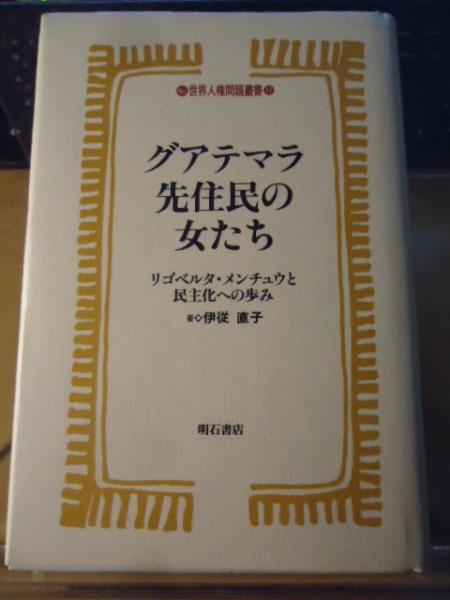 世界人権問題叢書11
グアテマラ
先住民の
女たち
リゴベルタ・メンチュウと
民主化への歩み
著◇伊従 直子
明石書店